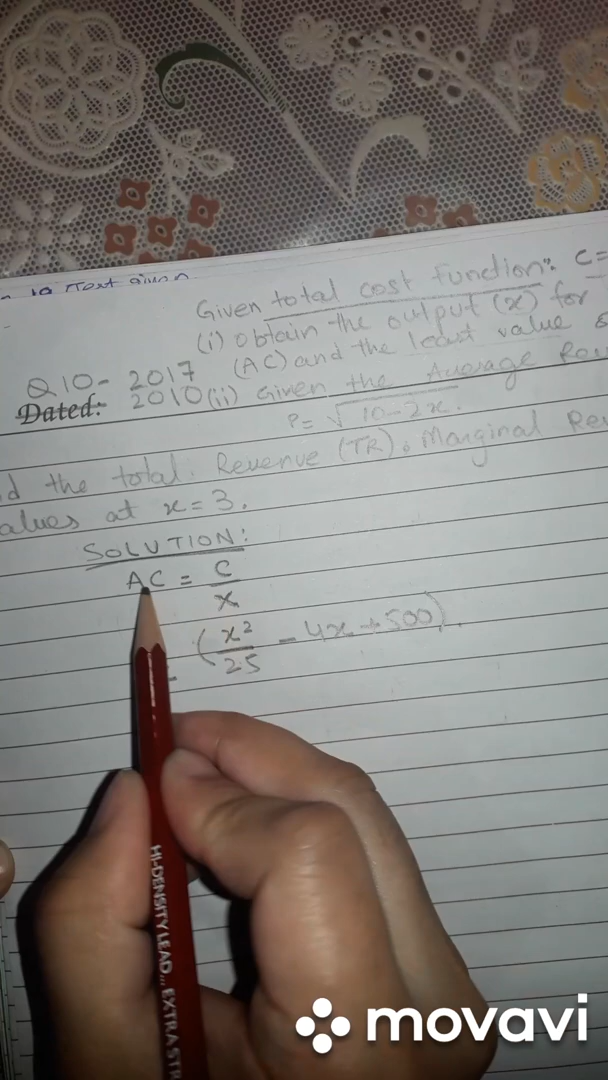 Given total cost function: C=
(i) obtain the output (x) for
Q10- 2017 (AC) and the least value
Dated: 2010 (ii) Given the Average Rev
P= √10-2x.
d the total Revenue (TR), Marginal Re
alues at x=3.
SOLUTION:
AC = C/x
(x²/25 - 4x + 500).
HI-DENSITY LEAD... EXTRA STR
movavi